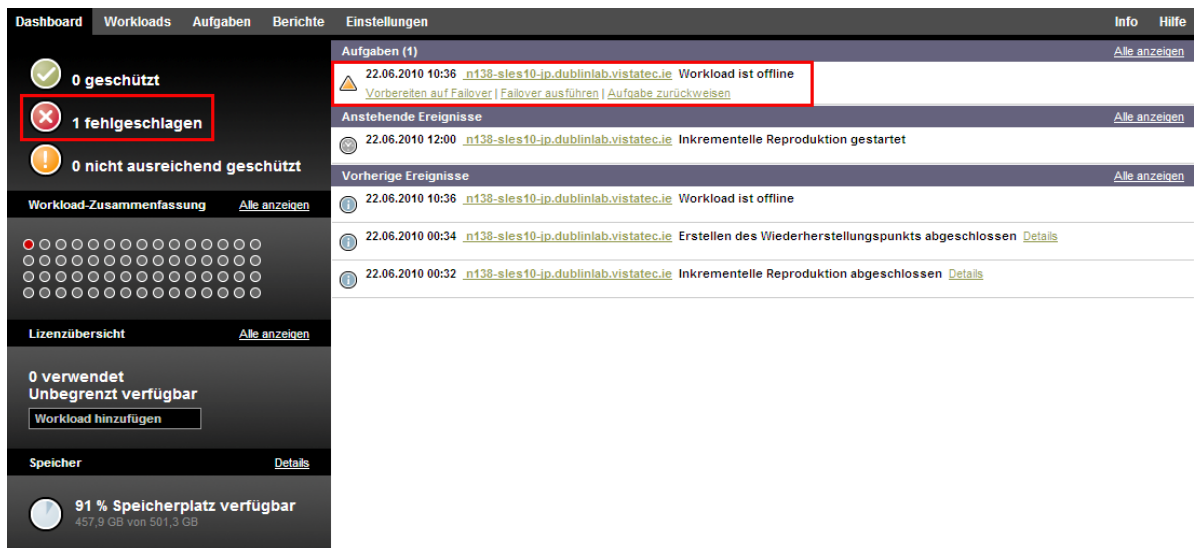 Dashboard Workloads Aufgaben Berichte Einstellungen Info Hilfe
0 geschützt
1 fehlgeschlagen
0 nicht ausreichend geschützt
Workload-Zusammenfassung Alle anzeigen
Lizenzübersicht Alle anzeigen
0 verwendet
Unbegrenzt verfügbar
Workload hinzufügen
Speicher Details
91 % Speicherplatz verfügbar
457,9 GB von 501,3 GB
Aufgaben (1) Alle anzeigen
22.06.2010 10:36 n138-sles10-jp.dublinlab.vistatec.ie Workload ist offline
Vorbereiten auf Failover | Failover ausführen | Aufgabe zurückweisen
Anstehende Ereignisse Alle anzeigen
22.06.2010 12:00 n138-sles10-jp.dublinlab.vistatec.ie Inkrementelle Reproduktion gestartet
Vorherige Ereignisse Alle anzeigen
22.06.2010 10:36 n138-sles10-jp.dublinlab.vistatec.ie Workload ist offline
22.06.2010 00:34 n138-sles10-jp.dublinlab.vistatec.ie Erstellen des Wiederherstellungspunkts abgeschlossen Details
22.06.2010 00:32 n138-sles10-jp.dublinlab.vistatec.ie Inkrementelle Reproduktion abgeschlossen Details